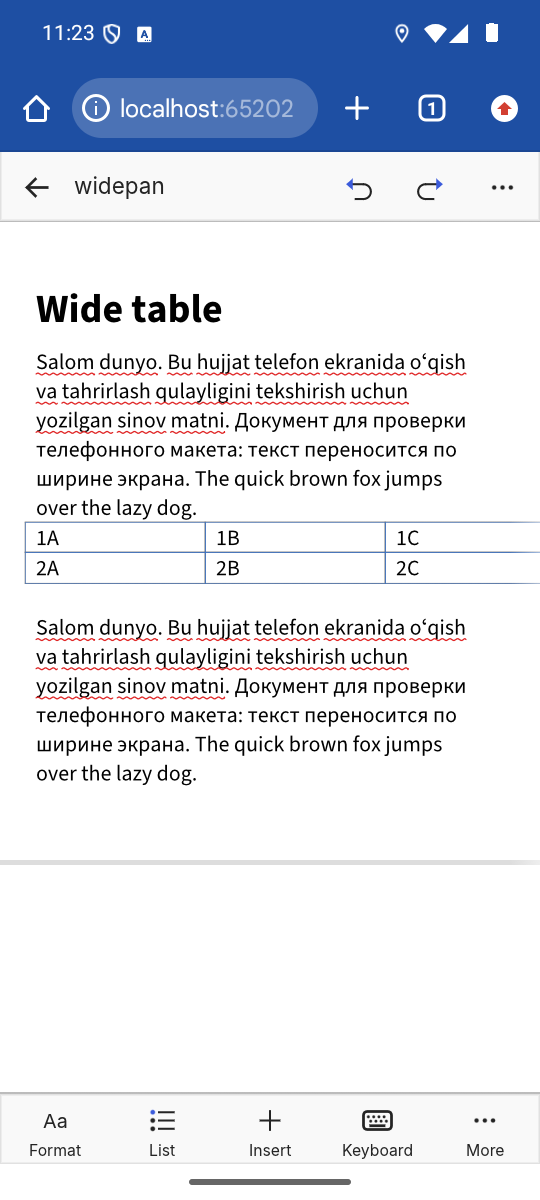 11:23
localhost:65202
1
widepan
Wide table
Salom dunyo. Bu hujjat telefon ekranida oʻqish
va tahrirlash qulayligini tekshirish uchun
yozilgan sinov matni. Документ для проверки
телефонного макета: текст переносится по
ширине экрана. The quick brown fox jumps
over the lazy dog.
1A 1B 1C
2A 2B 2C
Salom dunyo. Bu hujjat telefon ekranida oʻqish
va tahrirlash qulayligini tekshirish uchun
yozilgan sinov matni. Документ для проверки
телефонного макета: текст переносится по
ширине экрана. The quick brown fox jumps
over the lazy dog.
Aa
Format List Insert Keyboard More